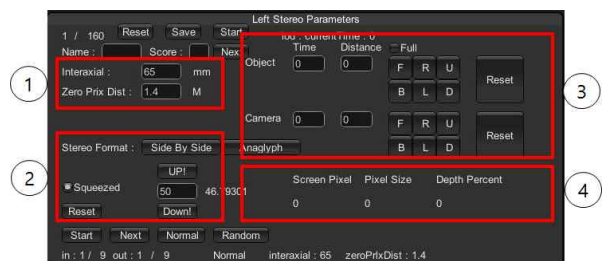 Left Stereo Parameters
1 / 160 Reset Save Start
Name : Score : Next
Time Distance Full
Object 0 0 F R U Reset
B L D
Interaxial : 65 mm
Zero Prix Dist : 1.4 M
Camera 0 0 F R U Reset
B L D
Stereo Format : Side By Side Anaglyph
UP!
Squeezed 50
Reset Down!
Screen Pixel Pixel Size Depth Percent
0 0 0
Start Next Normal Random
in : 1 / 9 out : 1 / 9 Normal interaxial : 65 zeroPrIxDist : 1.4
1
2
3
4